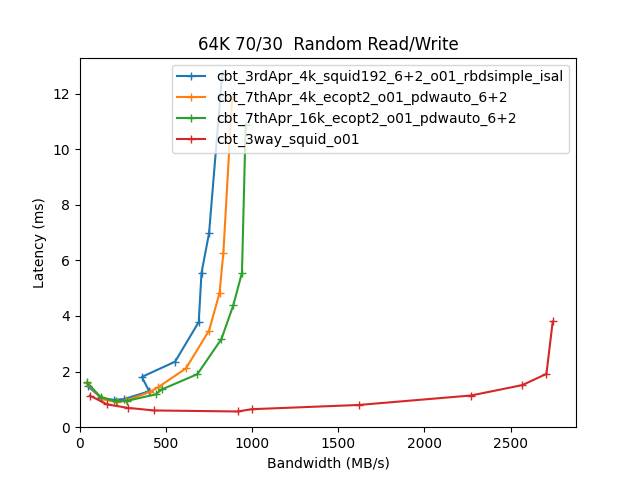 64K 70/30  Random Read/Write
cbt_3rdApr_4k_squid192_6+2_o01_rbdsimple_isal
cbt_7thApr_4k_ecopt2_o01_pdwauto_6+2
cbt_7thApr_16k_ecopt2_o01_pdwauto_6+2
cbt_3way_squid_o01
12
10
8
6
4
2
0
Latency (ms)
0 500 1000 1500 2000 2500
Bandwidth (MB/s)